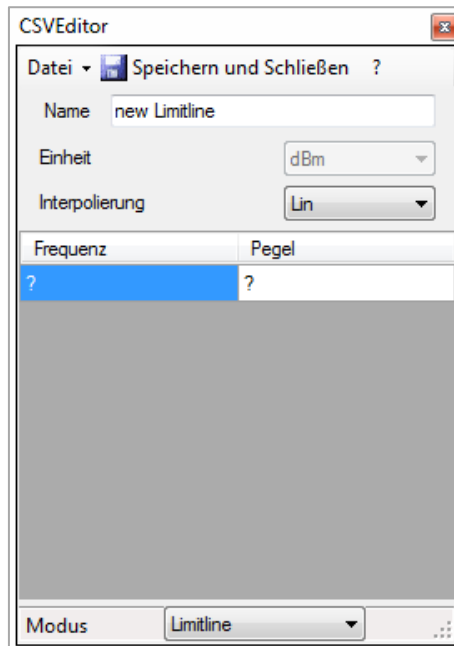 CSVEditor
Datei Speichern und Schließen ?
Name new Limitline
Einheit dBm
Interpolierung Lin
Frequenz Pegel
? ?
Modus Limitline